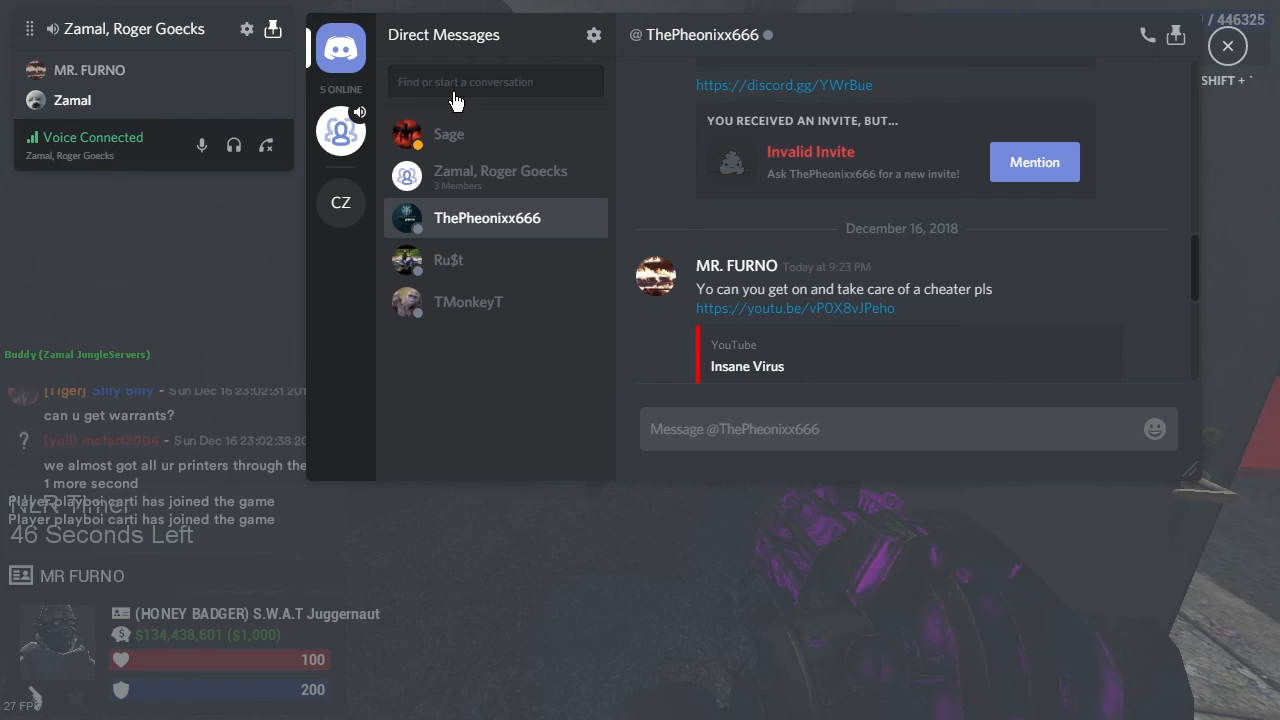 Zamal, Roger Goecks
MR. FURNO
Zamal
Voice Connected
Zamal, Roger Goecks
5 ONLINE
CZ
Direct Messages
Find or start a conversation
Sage
Zamal, Roger Goecks
3 Members
ThePheonixx666
Ru$t
TMonkeyT
@ ThePheonixx666
https://discord.gg/YWrBue
YOU RECEIVED AN INVITE, BUT...
Invalid Invite
Ask ThePheonixx666 for a new invite!
Mention
December 16, 2018
MR. FURNO Today at 9:23 PM
Yo can you get on and take care of a cheater pls
https://youtu.be/vP0X8vJPeho
YouTube
Insane Virus
Message @ThePheonixx666
/ 446325
SHIFT + `
Buddy (Zamal JungleServers)
[Tiger] Silly Billy - Sun Dec 16 23:02:31 201
can u get warrants?
(yell) mcfart2004 - Sun Dec 16 23:02:38 20
we almost got all ur printers through the
1 more second
Player playboi carti has joined the game
Player playboi carti has joined the game
NLR Timer
46 Seconds Left
MR FURNO
(HONEY BADGER) S.W.A.T Juggernaut
$134,438,601 ($1,000)
100
200
27 FPS